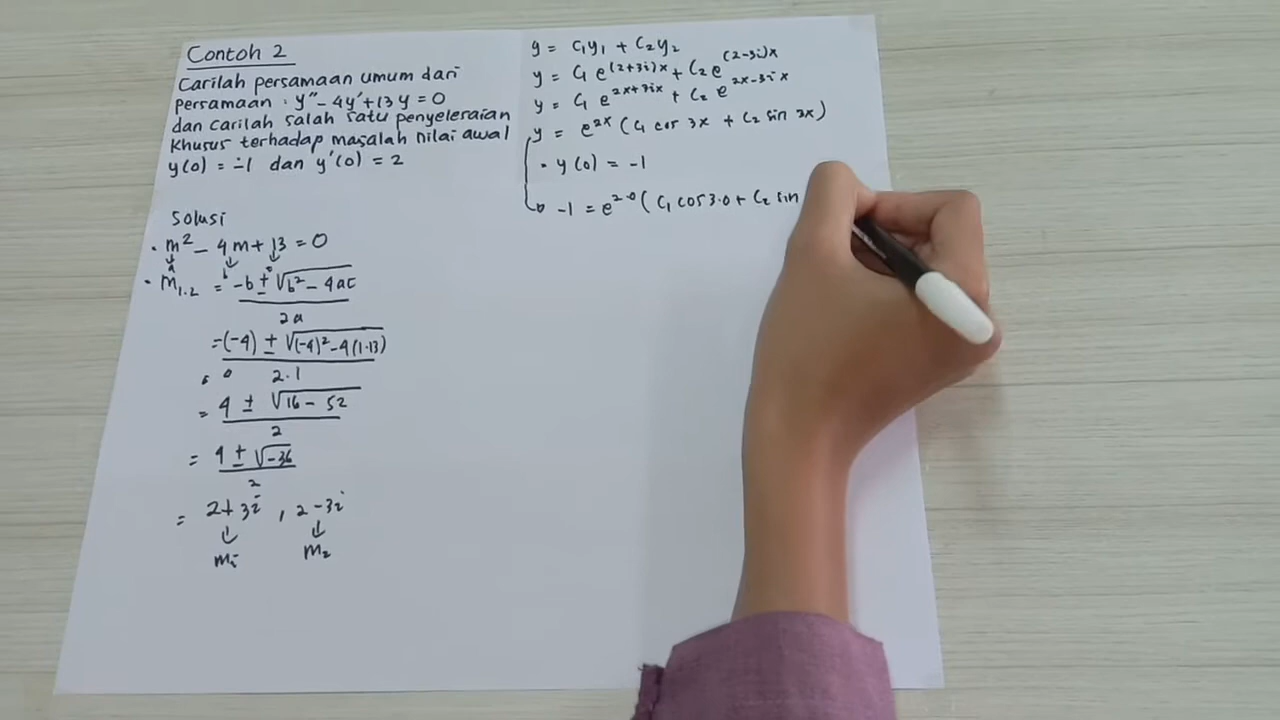 Contoh 2
Carilah persamaan umum dari
persamaan : y" - 4y' + 13y = 0
dan carilah salah satu penyeleraian
khusus terhadap masalah nilai awal
y(0) = -1 dan y'(0) = 2
Solusi
• m² - 4m + 13 = 0
a b c
• m₁.₂ = -b ± √b² - 4ac
2a
= (-4) ± √(-4)² - 4(1·13)
2·1
= 4 ± √16 - 52
2
= 4 ± √-36
2
= 2+3i , 2-3i
m₁ m₂
y = C₁y₁ + C₂y₂
y = C₁ e^(2+3i)x + C₂ e^(2-3i)x
y = C₁ e^2x+3ix + C₂ e^2x-3ix
y = e^2x (C₁ cos 3x + C₂ sin 3x)
• y(0) = -1
-1 = e^2·0 (C₁ cos 3·0 + C₂ sin